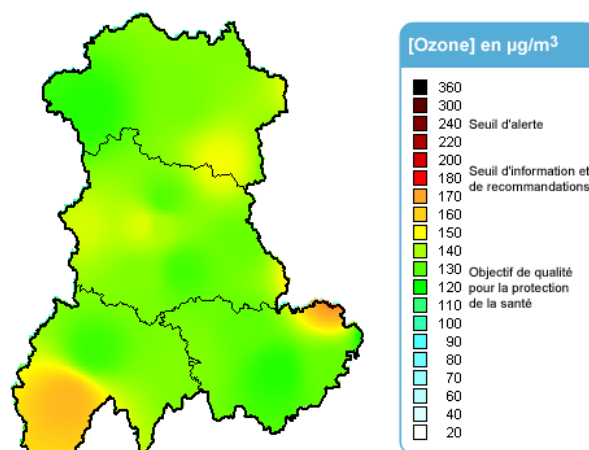 [Ozone] en µg/m³
360
300
240 Seuil d'alerte
220
200
180 Seuil d'information et
de recommandations
170
160
150
140
130 Objectif de qualité
120 pour la protection
110 de la santé
100
90
80
70
60
40
20